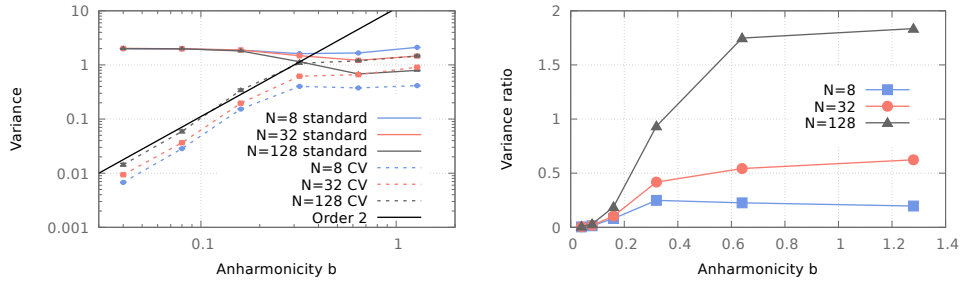 10
1
0.1
0.01
0.001
Variance
N=8 standard
N=32 standard
N=128 standard
N=8 CV
N=32 CV
N=128 CV
Order 2
0.1
1
Anharmonicity b
2
1.5
1
0.5
0
Variance ratio
N=8
N=32
N=128
0
0.2
0.4
0.6
0.8
1
1.2
1.4
Anharmonicity b